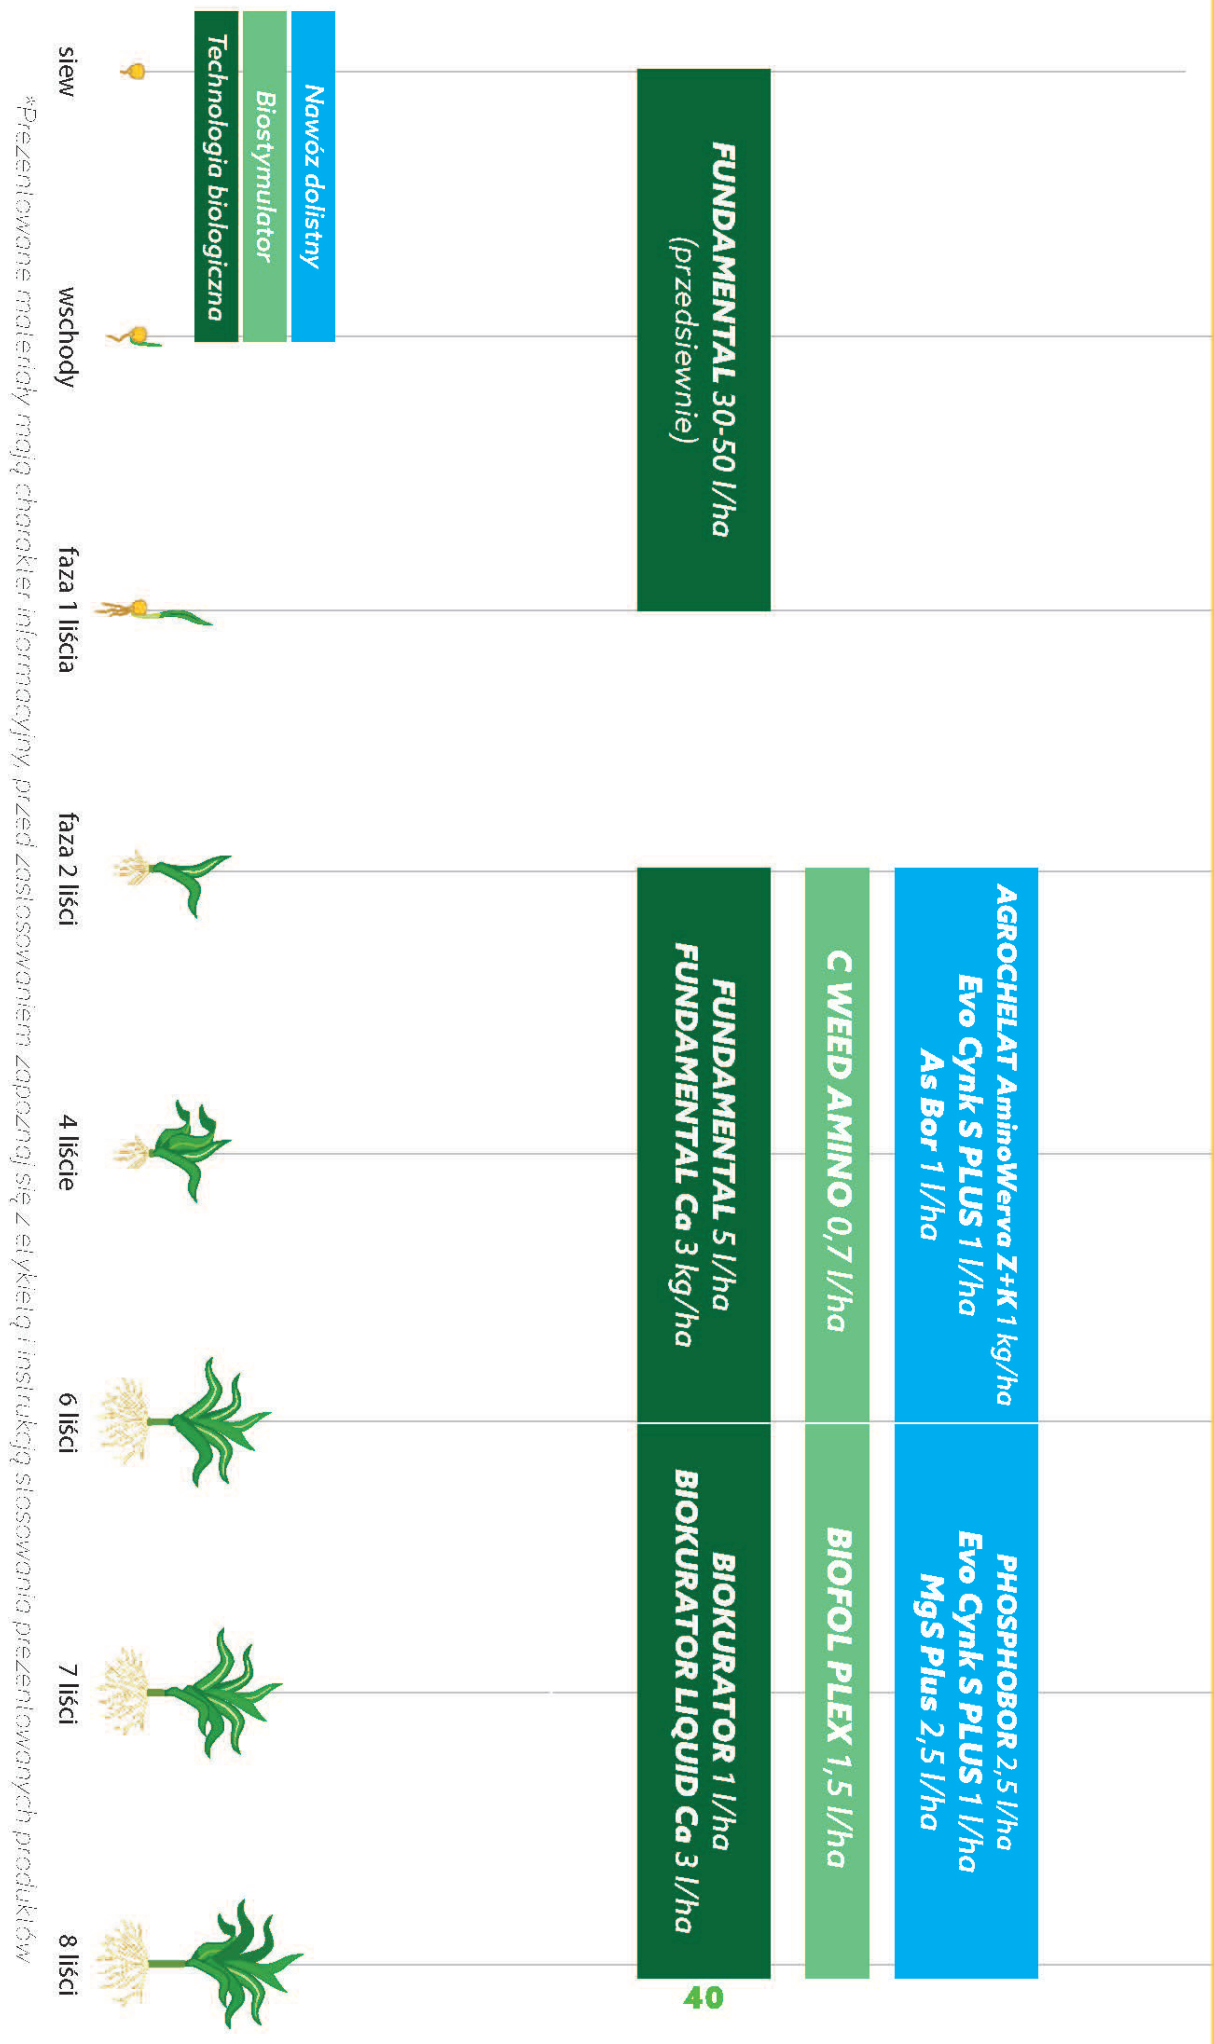 AGROCHELAT AminoWerva Z+K 1 kg/ha
Evo Cynk S PLUS 1 l/ha
As Bor 1 l/ha
PHOSPHOBOR 2,5 l/ha
Evo Cynk S PLUS 1 l/ha
MgS Plus 2,5 l/ha
C WEED AMINO 0,7 l/ha
BIOFOL PLEX 1,5 l/ha
FUNDAMENTAL 30-50 l/ha
(przedsiewnie)
FUNDAMENTAL 5 l/ha
FUNDAMENTAL Ca 3 kg/ha
BIOKURATOR 1 l/ha
BIOKURATOR LIQUID Ca 3 l/ha
40
Nawóz dolistny
Biostymulator
Technologia biologiczna
siew
wschody
faza 1 liścia
faza 2 liści
4 liście
6 liści
7 liści
8 liści
*Prezentowane materiały mają charakter informacyjny, przed zastosowaniem zapoznaj się z etykietą i instrukcją stosowania prezentowanych produktów